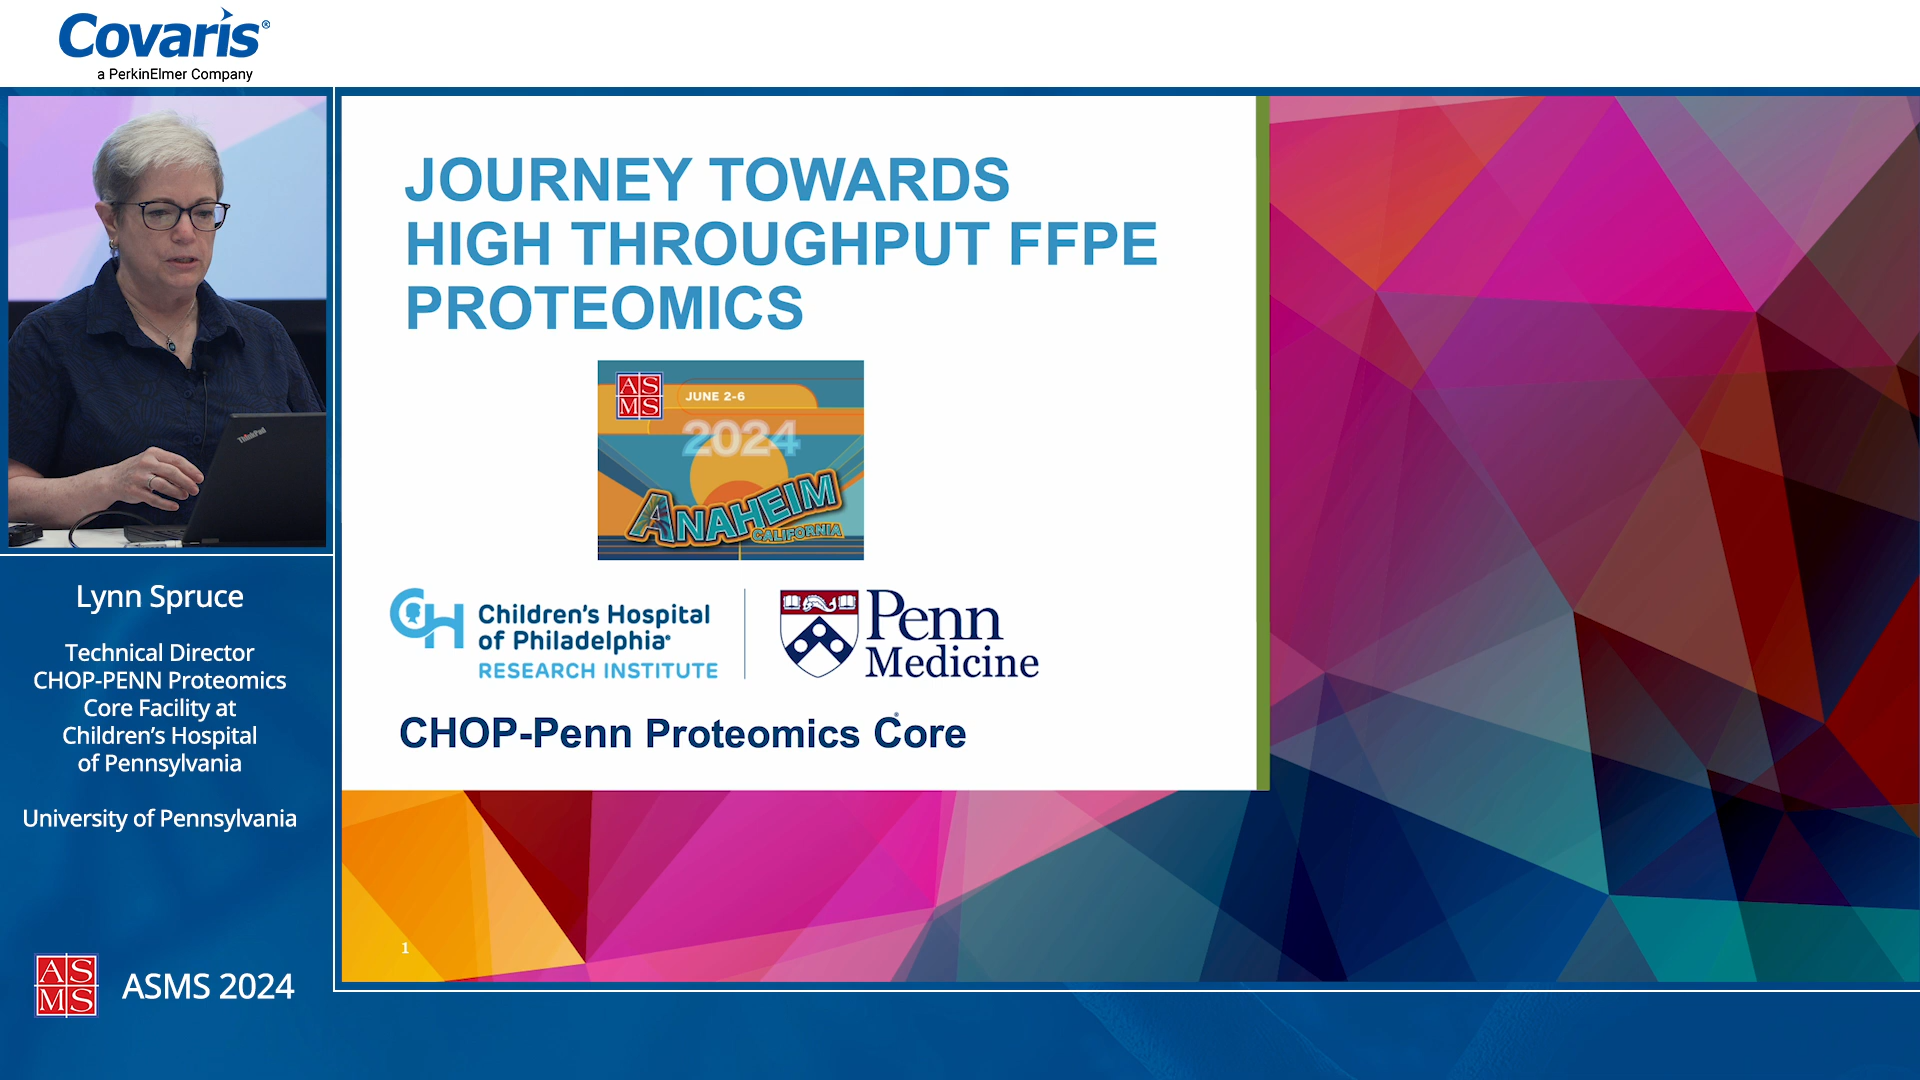 Covaris®
a PerkinElmer Company
JOURNEY TOWARDS
HIGH THROUGHPUT FFPE
PROTEOMICS
AS
MS
JUNE 2-6
2024
ANAHEIM
CALIFORNIA
CH
Children's Hospital
of Philadelphia®
RESEARCH INSTITUTE
Penn
Medicine
CHOP-Penn Proteomics Core
1
ThinkPad
Lynn Spruce
Technical Director
CHOP-PENN Proteomics
Core Facility at
Children's Hospital
of Pennsylvania
University of Pennsylvania
AS
MS
ASMS 2024